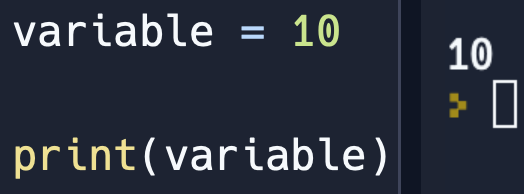 variable = 10
print(variable)
10
>